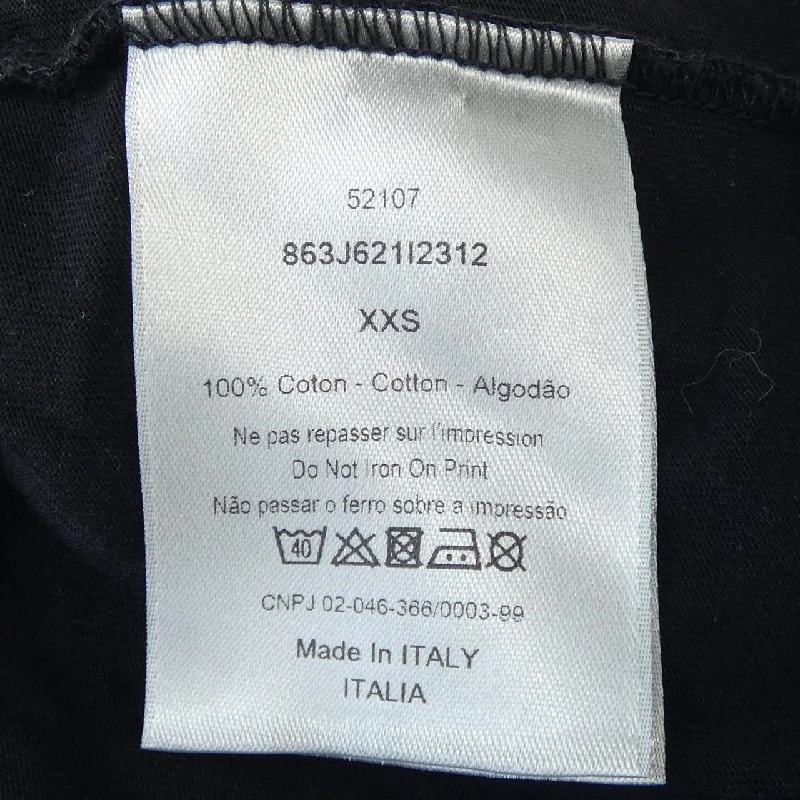 52107
863J621I2312
XXS
100% Coton - Cotton - Algodão
Ne pas repasser sur l'impression
Do Not Iron On Print
Não passar o ferro sobre a impressão
40
CNPJ 02-046-366/0003-99
Made In ITALY
ITALIA